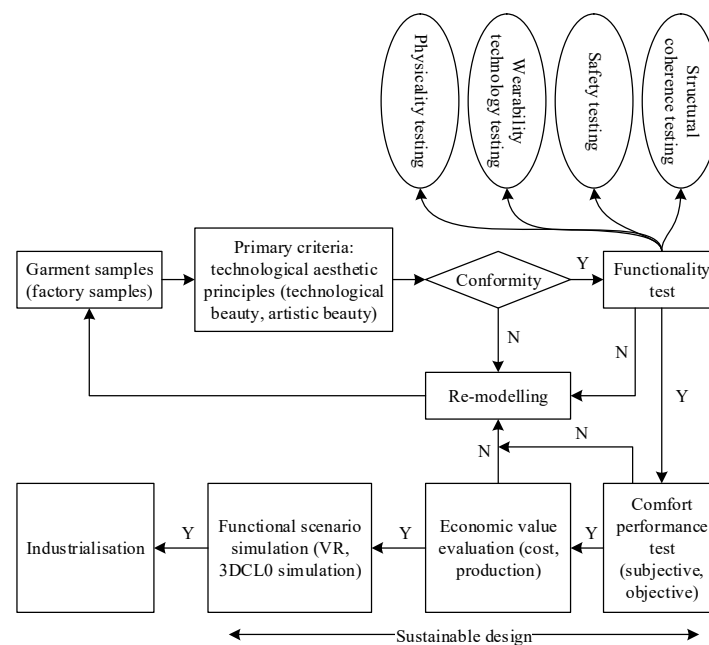 Physicality testing
Wearability
technology testing
Safety testing
Structural
coherence testing
Garment samples
(factory samples)
Primary criteria:
technological aesthetic
principles (technological
beauty, artistic beauty)
Conformity
Y
Functionality
test
N
N
Y
Re-modelling
N
N
Industrialisation
Y
Functional scenario
simulation (VR,
3DCL0 simulation)
Y
Economic value
evaluation (cost,
production)
Y
Comfort
performance
test
(subjective,
objective)
Sustainable design